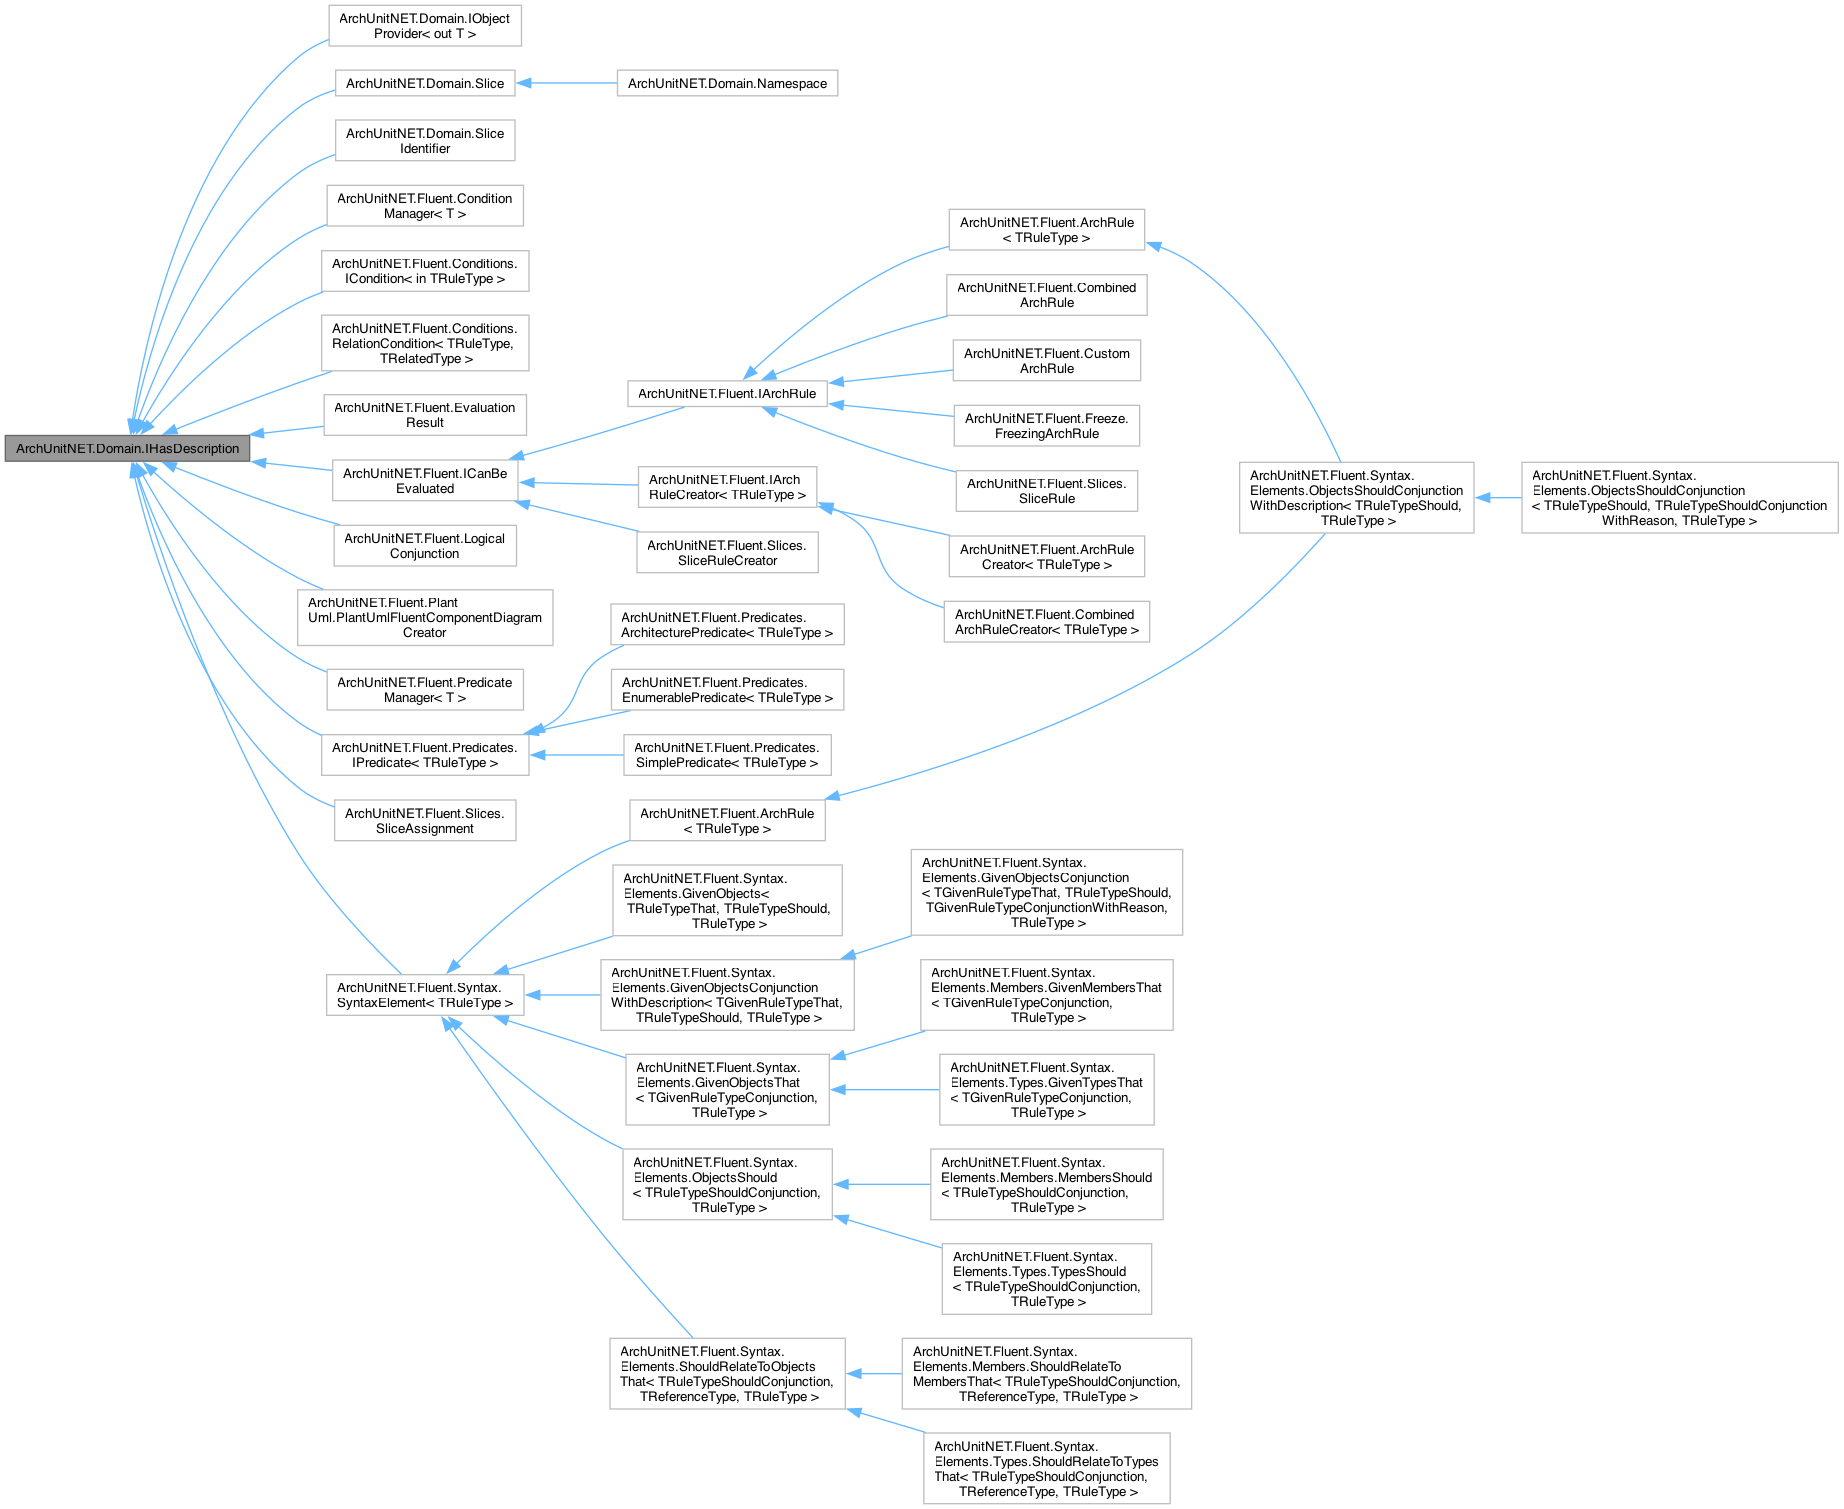 ArchUnitNET.Domain.IHasDescription
ArchUnitNET.Domain.IObject
Provider< out T >
ArchUnitNET.Domain.Slice
ArchUnitNET.Domain.Namespace
ArchUnitNET.Domain.Slice
Identifier
ArchUnitNET.Fluent.Condition
Manager< T >
ArchUnitNET.Fluent.Conditions.
ICondition< in TRuleType >
ArchUnitNET.Fluent.Conditions.
RelationCondition< TRuleType,
TRelatedType >
ArchUnitNET.Fluent.Evaluation
Result
ArchUnitNET.Fluent.ICanBe
Evaluated
ArchUnitNET.Fluent.IArchRule
ArchUnitNET.Fluent.ArchRule
< TRuleType >
ArchUnitNET.Fluent.Combined
ArchRule
ArchUnitNET.Fluent.Custom
ArchRule
ArchUnitNET.Fluent.Freeze.
FreezingArchRule
ArchUnitNET.Fluent.Slices.
SliceRule
ArchUnitNET.Fluent.Syntax.
Elements.ObjectsShouldConjunction
WithDescription< TRuleTypeShould,
TRuleType >
ArchUnitNET.Fluent.Syntax.
Elements.ObjectsShouldConjunction
< TRuleTypeShould, TRuleTypeShouldConjunction
WithReason, TRuleType >
ArchUnitNET.Fluent.IArch
RuleCreator< TRuleType >
ArchUnitNET.Fluent.ArchRule
Creator< TRuleType >
ArchUnitNET.Fluent.Combined
ArchRuleCreator< TRuleType >
ArchUnitNET.Fluent.Slices.
SliceRuleCreator
ArchUnitNET.Fluent.Logical
Conjunction
ArchUnitNET.Fluent.Plant
Uml.PlantUmlFluentComponentDiagram
Creator
ArchUnitNET.Fluent.Predicate
Manager< T >
ArchUnitNET.Fluent.Predicates.
IPredicate< TRuleType >
ArchUnitNET.Fluent.Predicates.
ArchitecturePredicate< TRuleType >
ArchUnitNET.Fluent.Predicates.
EnumerablePredicate< TRuleType >
ArchUnitNET.Fluent.Predicates.
SimplePredicate< TRuleType >
ArchUnitNET.Fluent.Slices.
SliceAssignment
ArchUnitNET.Fluent.Syntax.
SyntaxElement< TRuleType >
ArchUnitNET.Fluent.ArchRule
< TRuleType >
ArchUnitNET.Fluent.Syntax.
Elements.GivenObjects<
TRuleTypeThat, TRuleTypeShould,
TRuleType >
ArchUnitNET.Fluent.Syntax.
Elements.GivenObjectsConjunction
WithDescription< TGivenRuleTypeThat,
TRuleTypeShould, TRuleType >
ArchUnitNET.Fluent.Syntax.
Elements.GivenObjectsConjunction
< TGivenRuleTypeThat, TRuleTypeShould,
TGivenRuleTypeConjunctionWithReason,
TRuleType >
ArchUnitNET.Fluent.Syntax.
Elements.GivenObjectsThat
< TGivenRuleTypeConjunction,
TRuleType >
ArchUnitNET.Fluent.Syntax.
Elements.Members.GivenMembersThat
< TGivenRuleTypeConjunction,
TRuleType >
ArchUnitNET.Fluent.Syntax.
Elements.Types.GivenTypesThat
< TGivenRuleTypeConjunction,
TRuleType >
ArchUnitNET.Fluent.Syntax.
Elements.ObjectsShould
< TRuleTypeShouldConjunction,
TRuleType >
ArchUnitNET.Fluent.Syntax.
Elements.Members.MembersShould
< TRuleTypeShouldConjunction,
TRuleType >
ArchUnitNET.Fluent.Syntax.
Elements.Types.TypesShould
< TRuleTypeShouldConjunction,
TRuleType >
ArchUnitNET.Fluent.Syntax.
Elements.ShouldRelateToObjects
That< TRuleTypeShouldConjunction,
TReferenceType, TRuleType >
ArchUnitNET.Fluent.Syntax.
Elements.Members.ShouldRelateTo
MembersThat< TRuleTypeShouldConjunction,
TReferenceType, TRuleType >
ArchUnitNET.Fluent.Syntax.
Elements.Types.ShouldRelateToTypes
That< TRuleTypeShouldConjunction,
TReferenceType, TRuleType >